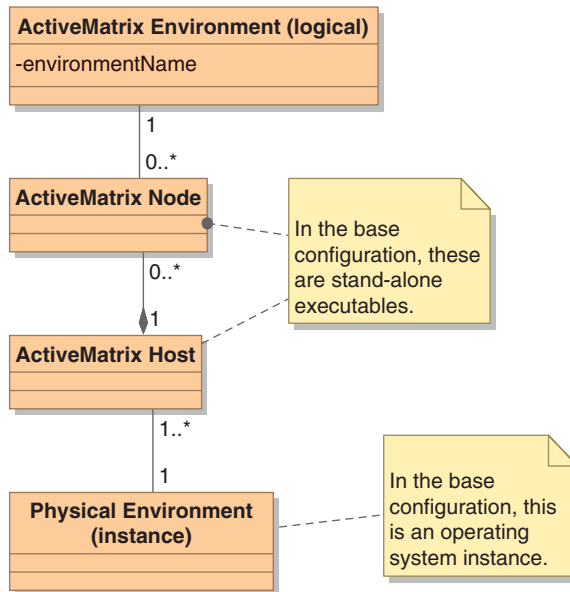 ActiveMatrix Environment (logical)
-environmentName
1
0..*
ActiveMatrix Node
In the base
configuration, these
are stand-alone
executables.
0..*
1
ActiveMatrix Host
1..*
1
Physical Environment
(instance)
In the base
configuration, this
is an operating
system instance.